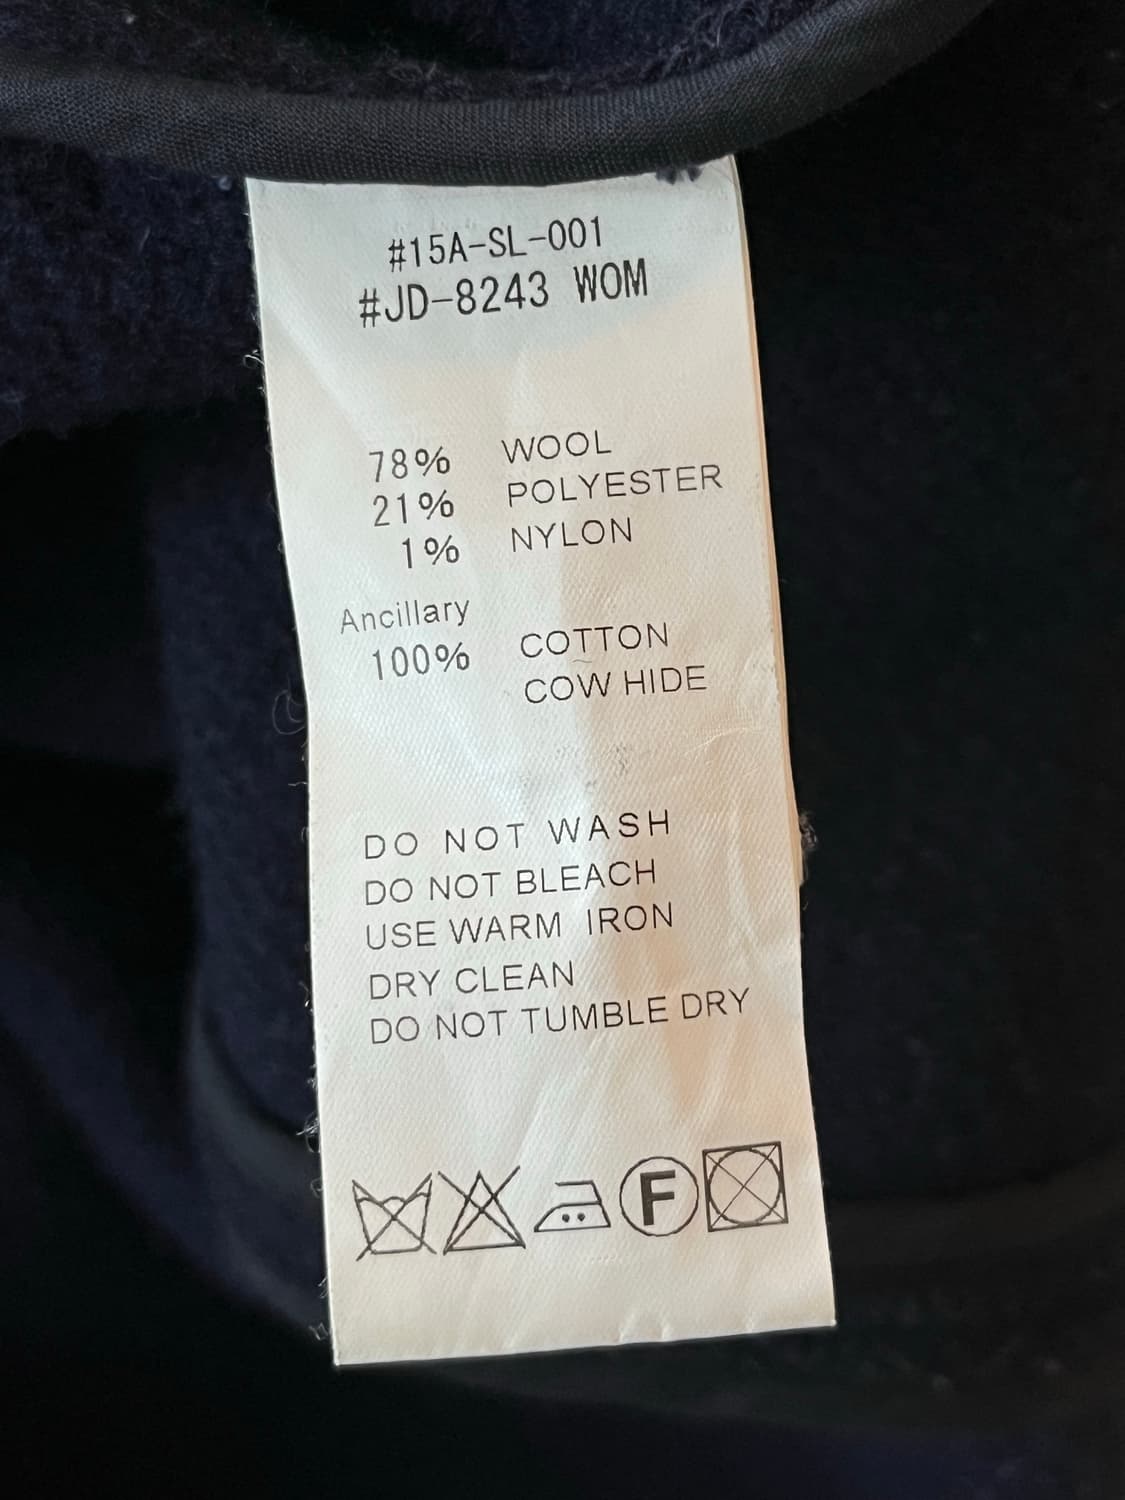 #15A-SL-001
#JD-8243 WOM
78% WOOL
21% POLYESTER
1% NYLON
Ancillary
100% COTTON
COW HIDE
DO NOT WASH
DO NOT BLEACH
USE WARM IRON
DRY CLEAN
DO NOT TUMBLE DRY
F